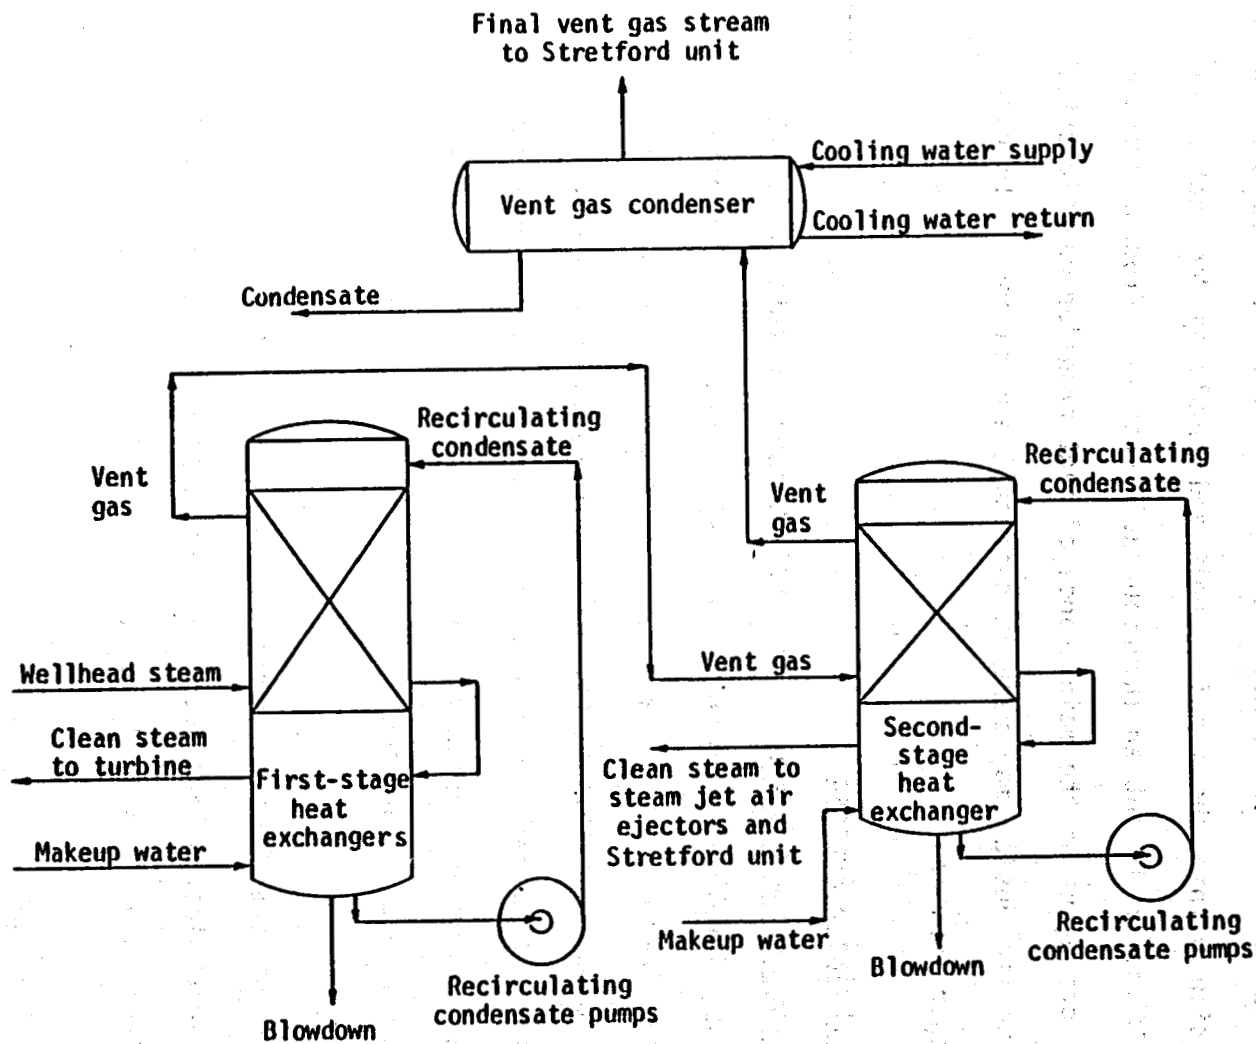 Final vent gas stream
to Stretford unit
Cooling water supply
Vent gas condenser
Cooling water return
Condensate
Recirculating
condensate
Vent
gas
Recirculating
condensate
Vent
gas
Wellhead steam
Vent gas
Clean steam
to turbine
First-stage
heat
exchangers
Second-
stage
heat
exchanger
Clean steam to
steam jet air
ejectors and
Stretford unit
Makeup water
Makeup water
Recirculating
condensate pumps
Blowdown
Recirculating
condensate pumps
Blowdown